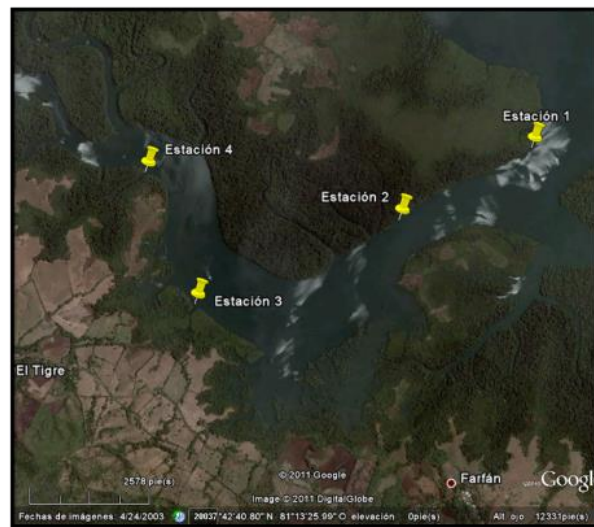 Estación 1
Estación 4
Estación 2
Estación 3
El Tigre
2578 pie(s)
© 2011 Google
Farfán
Google
Image © 2011 DigitalGlobe
Fechas de imágenes: 4/24/2003 7°42'40.80" N 81°13'25.99" O elevación 0pie(s) Alt. ojo 12331pie(s)